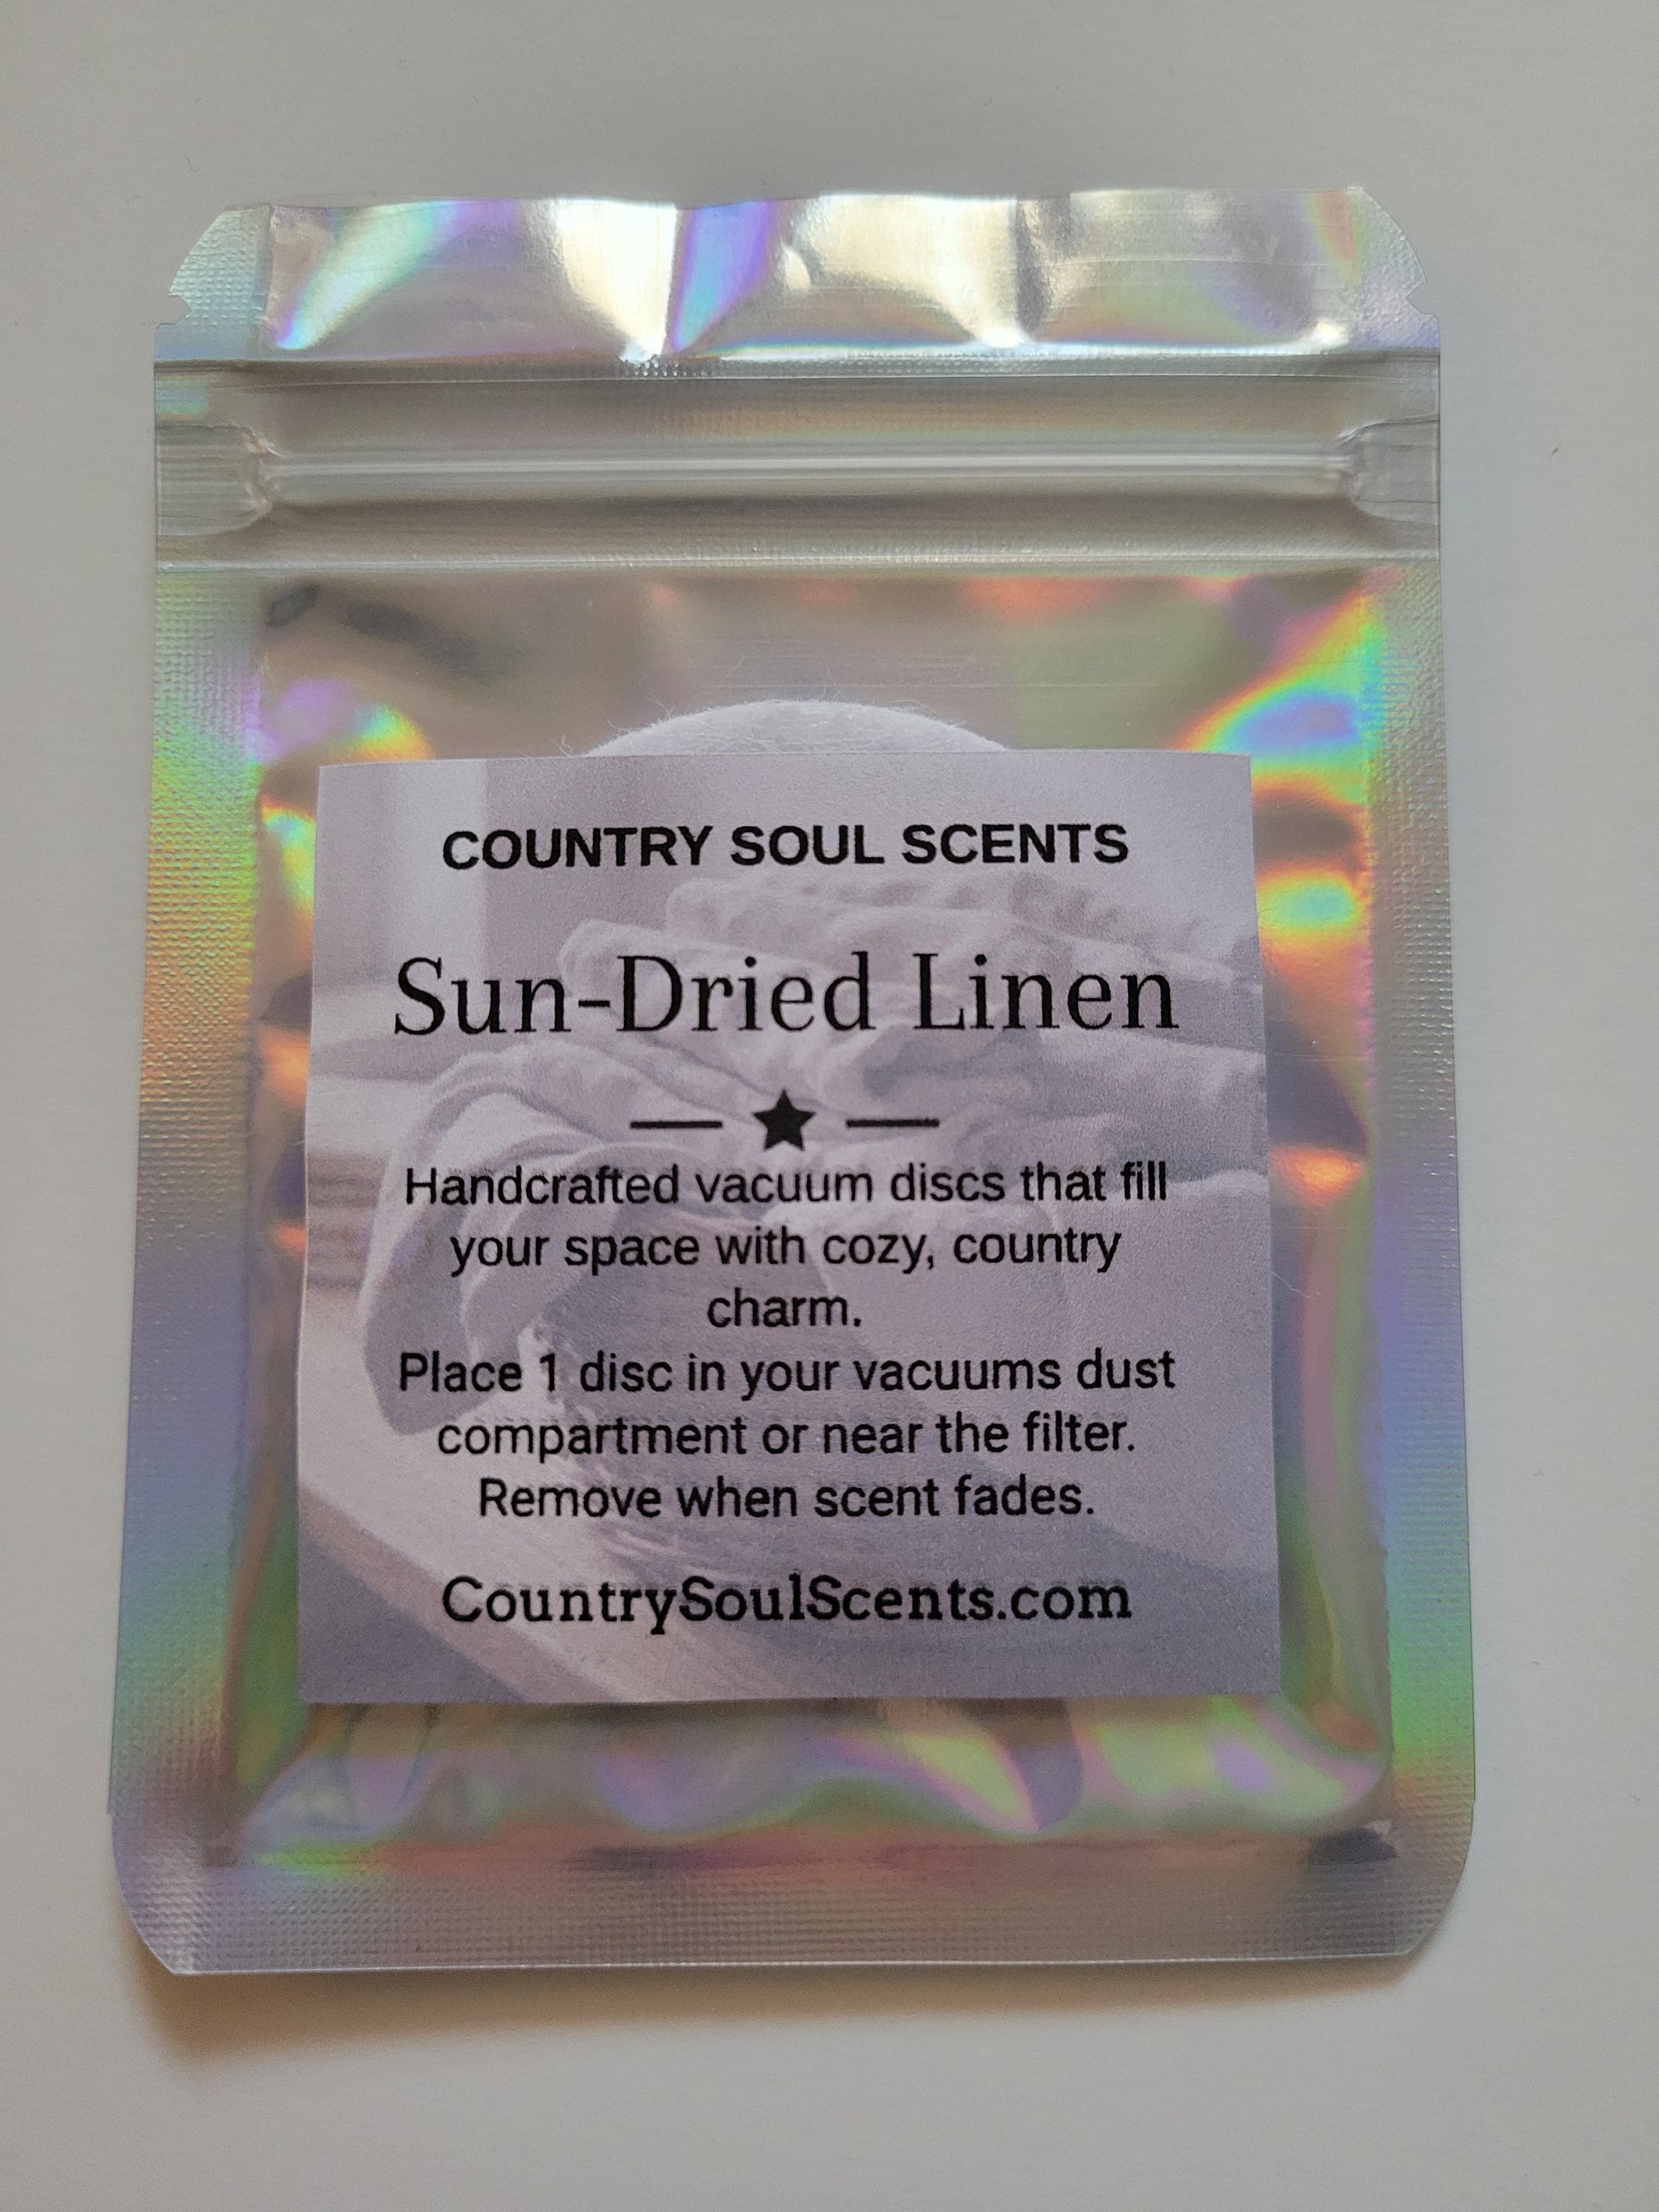 COUNTRY SOUL SCENTS
Sun-Dried Linen
Handcrafted vacuum discs that fill
your space with cozy, country
charm.
Place 1 disc in your vacuums dust
compartment or near the filter.
Remove when scent fades.
CountrySoulScents.com